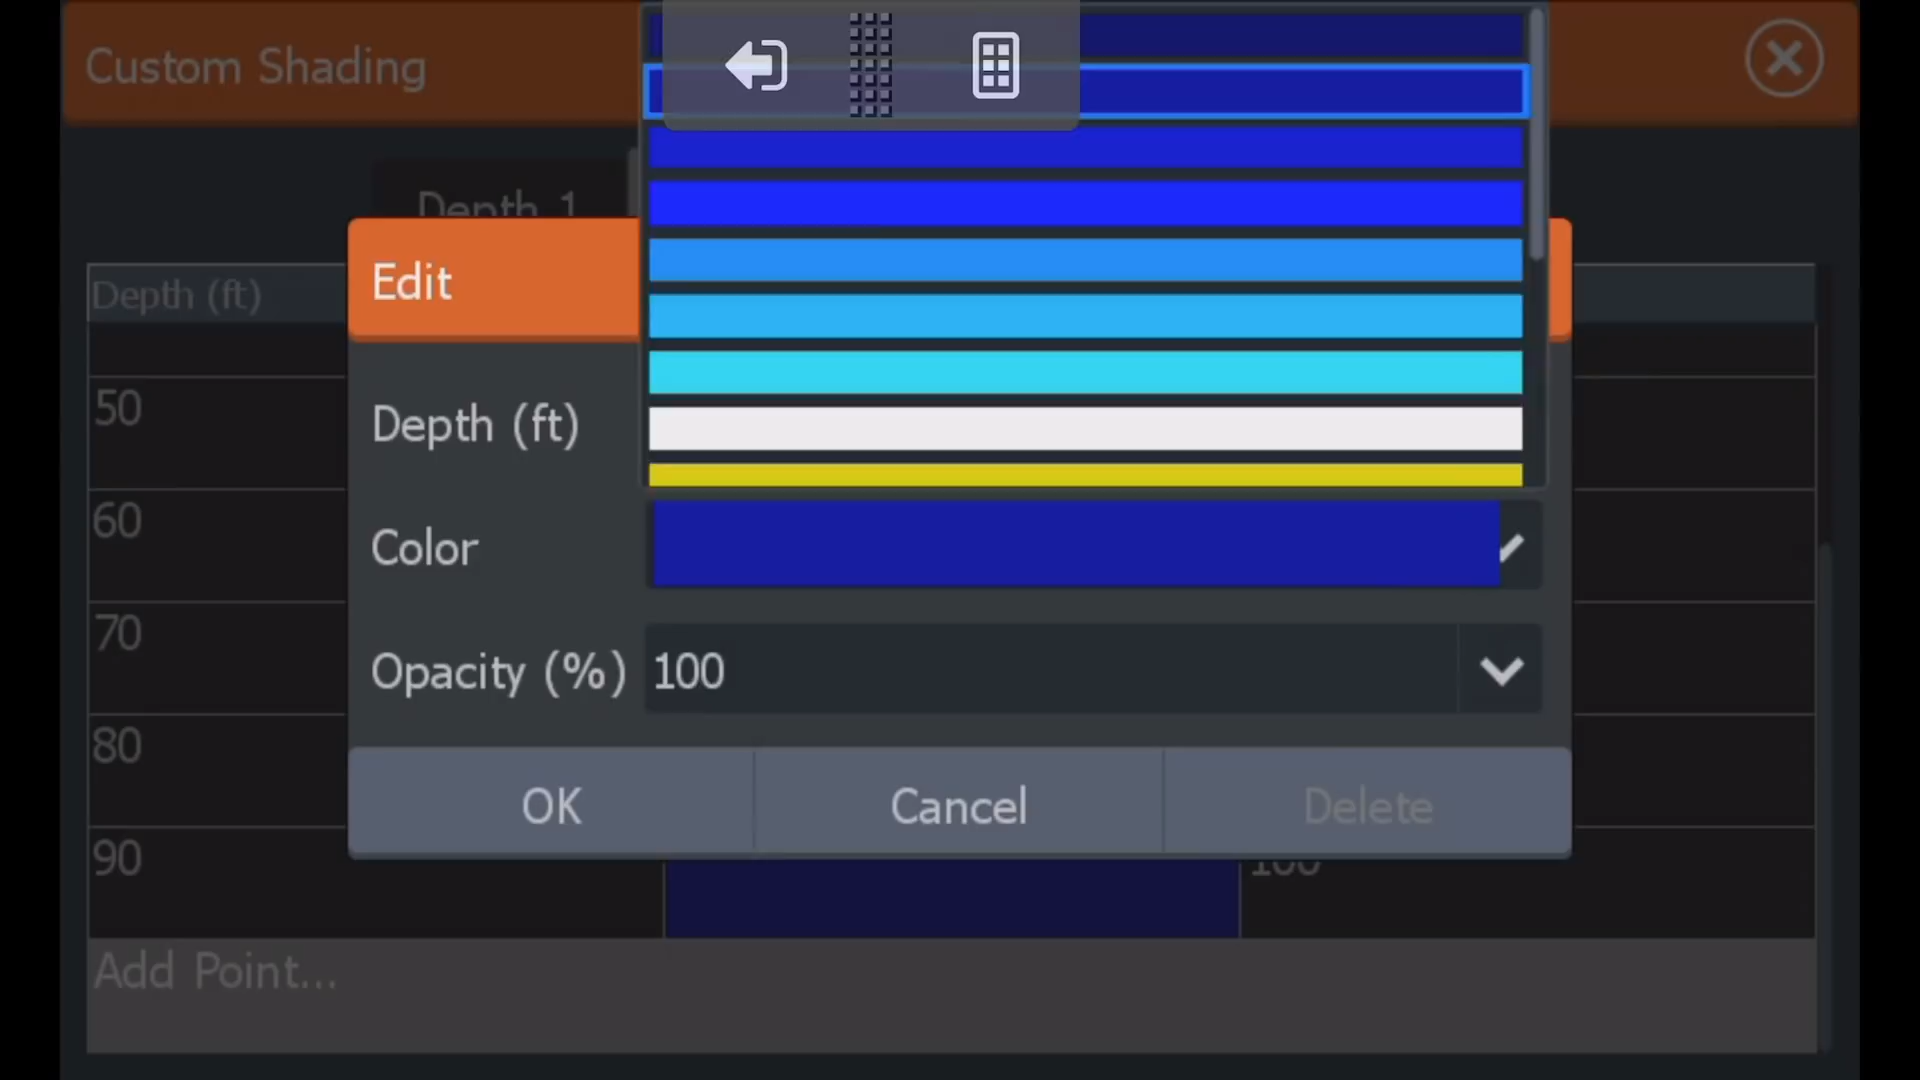 Custom Shading
Depth 1
Depth (ft)
Edit
50
Depth (ft)
60
Color
70
Opacity (%) 100
80
OK Cancel Delete
90 100
Add Point...